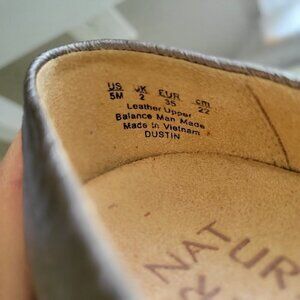 US UK EUR cm
5M 2 35 22
Leather Upper
Balance Man Made
Made in Vietnam
DUSTIN
NATUR